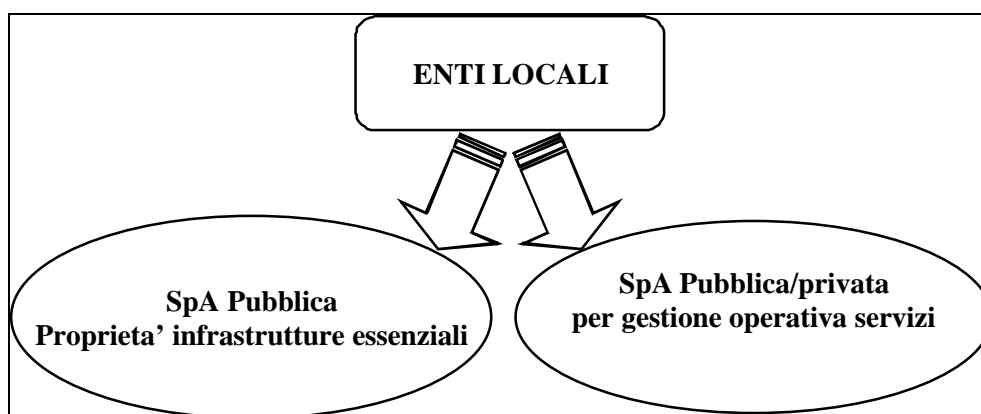 ENTI LOCALI
SpA Pubblica
Proprieta’ infrastrutture essenziali
SpA Pubblica/privata
per gestione operativa servizi